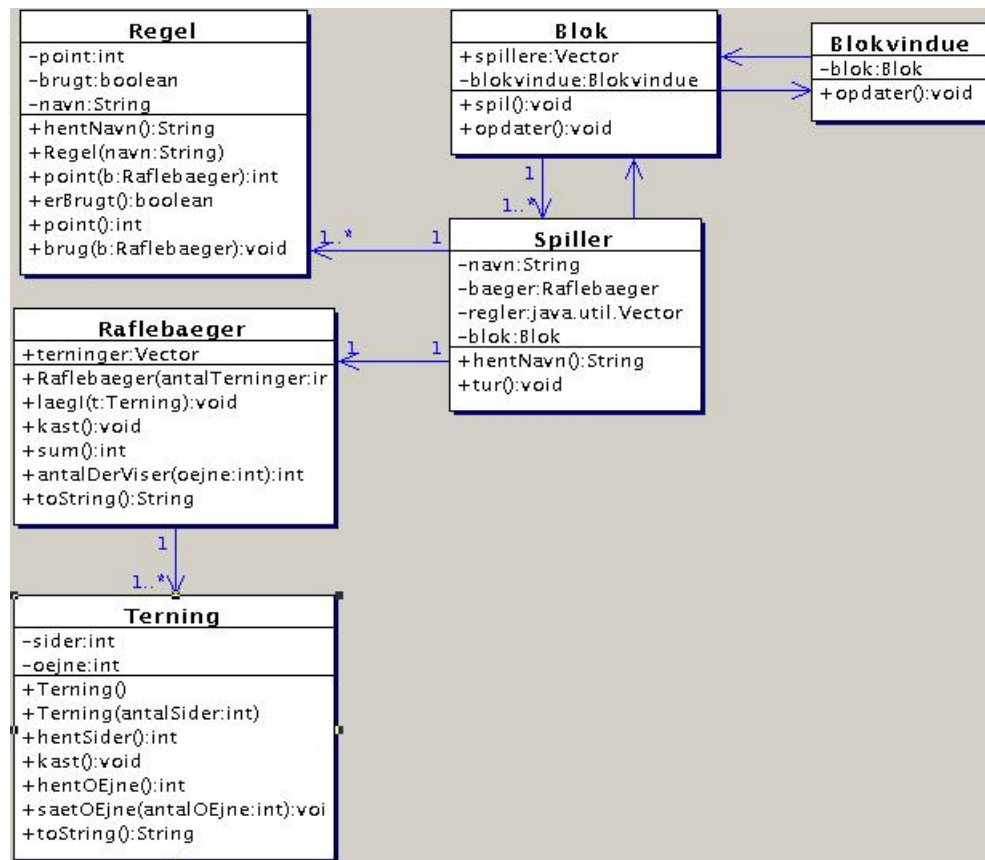 Regel
-point:int
-brugt:boolean
-navn:String
+hentNavn():String
+Regel(navn:String)
+point(b:Raflebaeger):int
+erBrugt():boolean
+point():int
+brug(b:Raflebaeger):void
Blok
+spillere:Vector
-blokvindue:Blokvindue
+spil():void
+opdater():void
Blokvindue
-blok:Blok
+opdater():void
1
1..*
1..*
1
Spiller
-navn:String
-baeger:Raflebaeger
-regler:java.util.Vector
-blok:Blok
+hentNavn():String
+tur():void
1
1
Raflebaeger
+terninger:Vector
+Raflebaeger(antalTerninger:ir
+laegI(t:Terning):void
+kast():void
+sum():int
+antalDerViser(oejne:int):int
+toString():String
1
1..*
Terning
-sider:int
-oejne:int
+Terning()
+Terning(antalSider:int)
+hentSider():int
+kast():void
+hentOEjne():int
+saetOEjne(antalOEjne:int):voi
+toString():String